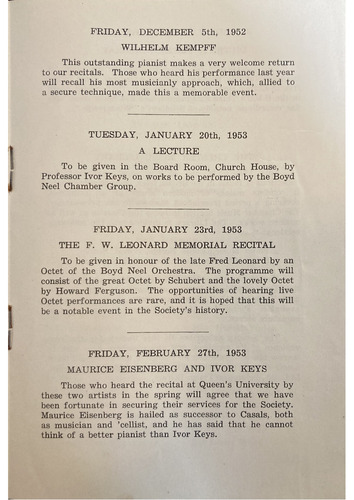 FRIDAY, DECEMBER 5th, 1952
WILHELM KEMPFF
This outstanding pianist makes a very welcome return
to our recitals. Those who heard his performance last year
will recall his most musicianly approach, which, allied to
a secure technique, made this a memorable event.
TUESDAY, JANUARY 20th, 1953
A LECTURE
To be given in the Board Room, Church House, by
Professor Ivor Keys, on works to be performed by the Boyd
Neel Chamber Group.
FRIDAY, JANUARY 23rd, 1953
THE F. W. LEONARD MEMORIAL RECITAL
To be given in honour of the late Fred Leonard by an
Octet of the Boyd Neel Orchestra. The programme will
consist of the great Octet by Schubert and the lovely Octet
by Howard Ferguson. The opportunities of hearing live
Octet performances are rare, and it is hoped that this will
be a notable event in the Society's history.
FRIDAY, FEBRUARY 27th, 1953
MAURICE EISENBERG AND IVOR KEYS
Those who heard the recital at Queen's University by
these two artists in the spring will agree that we have
been fortunate in securing their services for the Society.
Maurice Eisenberg is hailed as successor to Casals, both
as musician and 'cellist, and he has said that he cannot
think of a better pianist than Ivor Keys.